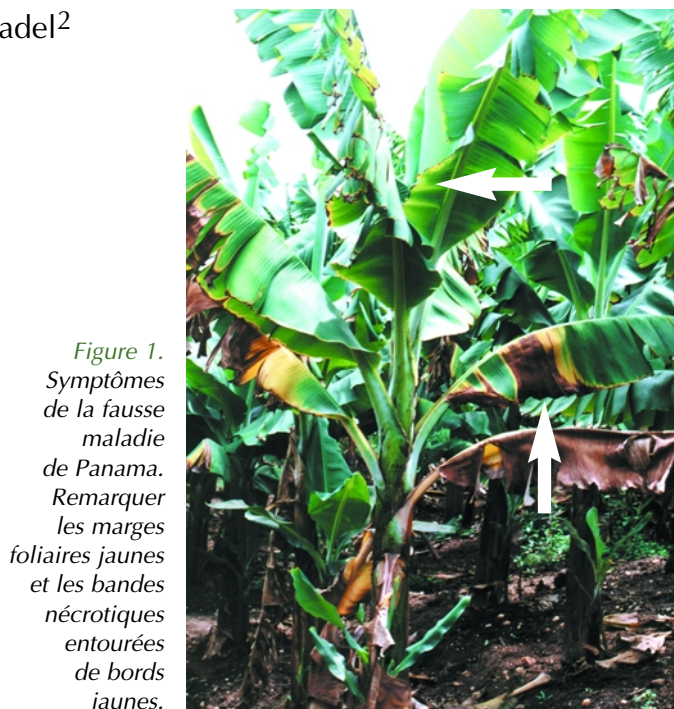 adel²
Figure 1.
Symptômes
de la fausse
maladie
de Panama.
Remarquer
les marges
foliaires jaunes
et les bandes
nécrotiques
entourées
de bords
jaunes.